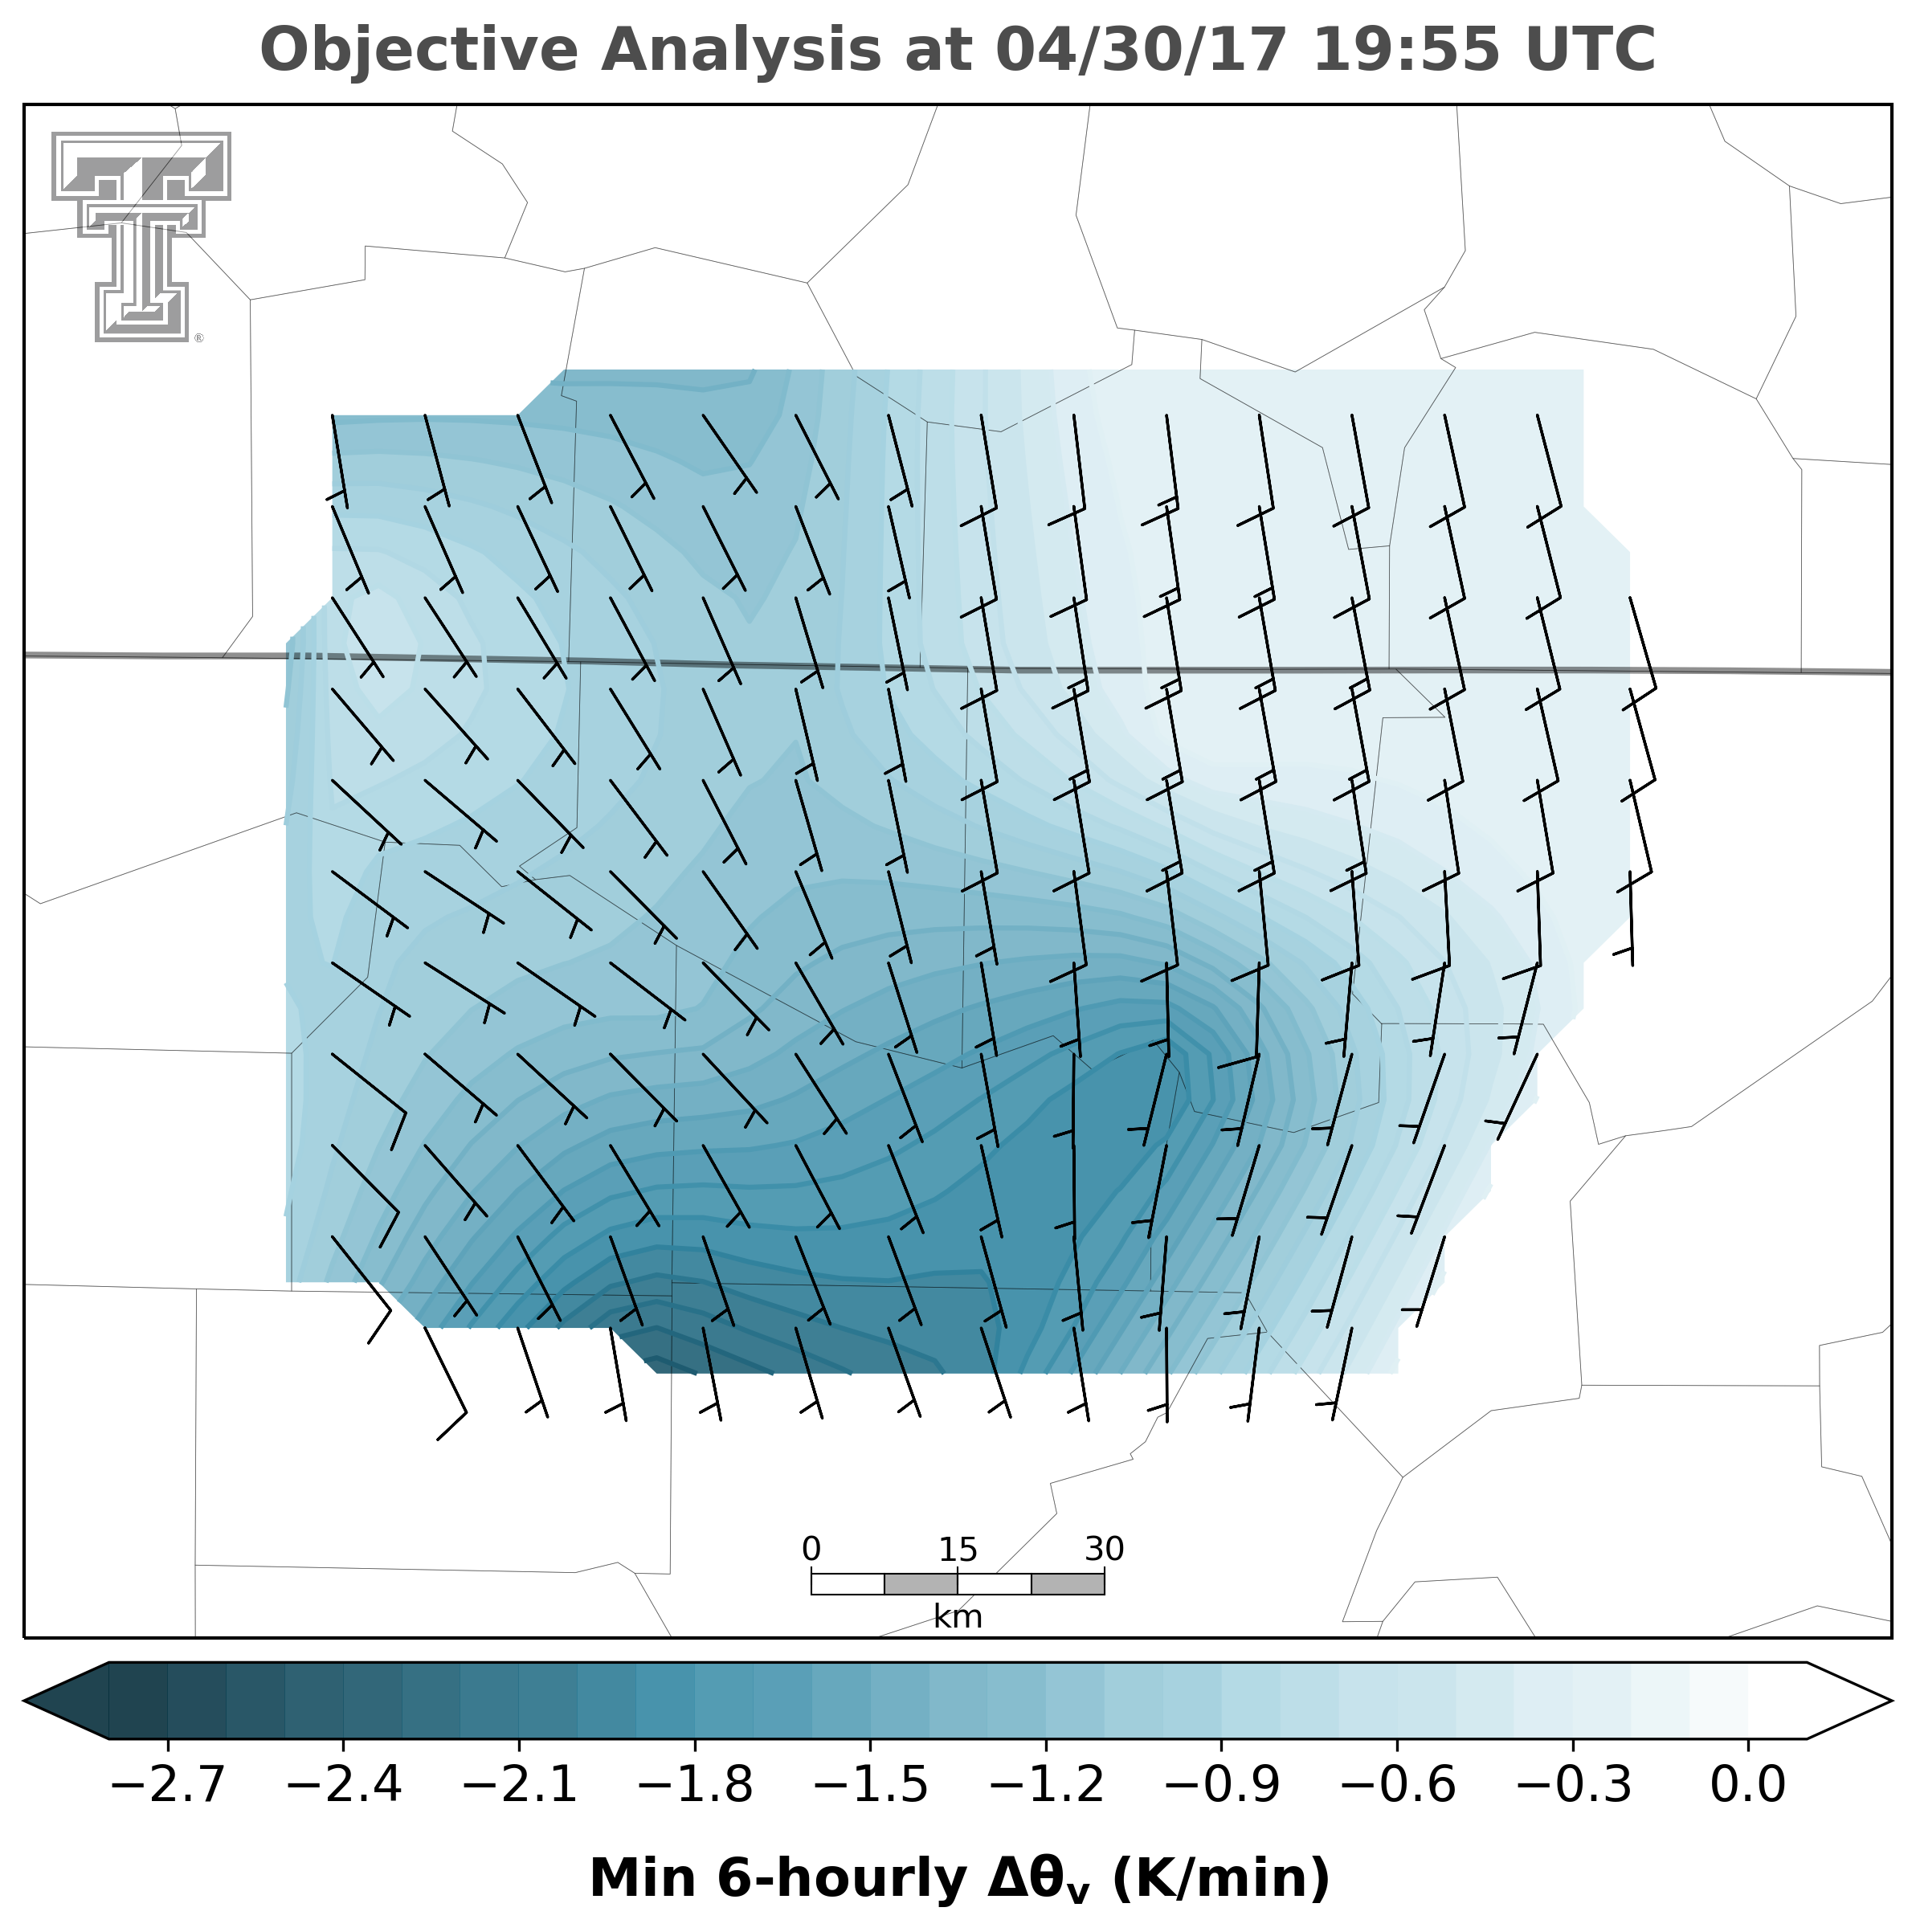 Objective Analysis at 04/30/17 19:55 UTC
®
0 15 30
km
−2.7 −2.4 −2.1 −1.8 −1.5 −1.2 −0.9 −0.6 −0.3 0.0
Min 6-hourly Δθᵥ (K/min)